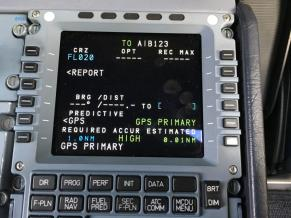 TO AIB123
CRZ OPT REC MAX
FL020 ----- -----
<REPORT
BRG /DIST
---° /----.- TO [ ]
PREDICTIVE
<GPS GPS PRIMARY
REQUIRED ACCUR ESTIMATED
1.0NM HIGH 0.01NM
GPS PRIMARY
DIR PROG PERF INIT DATA
F-PLN RAD NAV FUEL PRED SEC F-PLN ATC COMM MCDU MENU
BRT
DIM